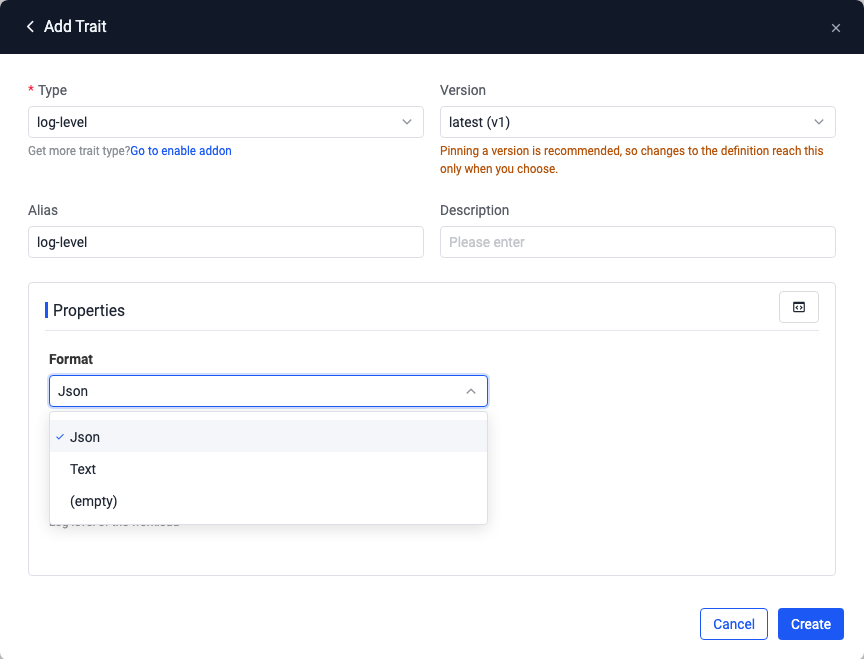 Add Trait
* Type
log-level
Get more trait type?Go to enable addon
Version
latest (v1)
Pinning a version is recommended, so changes to the definition reach this
only when you choose.
Alias
log-level
Description
Please enter
Properties
Format
Json
Json
Text
(empty)
Cancel
Create